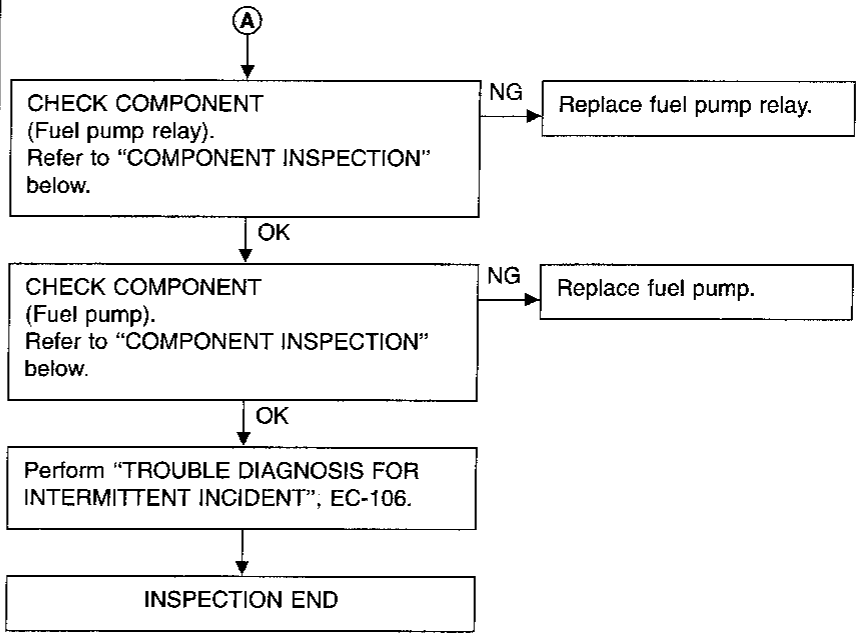 A
CHECK COMPONENT
(Fuel pump relay).
Refer to “COMPONENT INSPECTION”
below.
NG
Replace fuel pump relay.
OK
CHECK COMPONENT
(Fuel pump).
Refer to “COMPONENT INSPECTION”
below.
NG
Replace fuel pump.
OK
Perform “TROUBLE DIAGNOSIS FOR
INTERMITTENT INCIDENT”, EC-106.
INSPECTION END